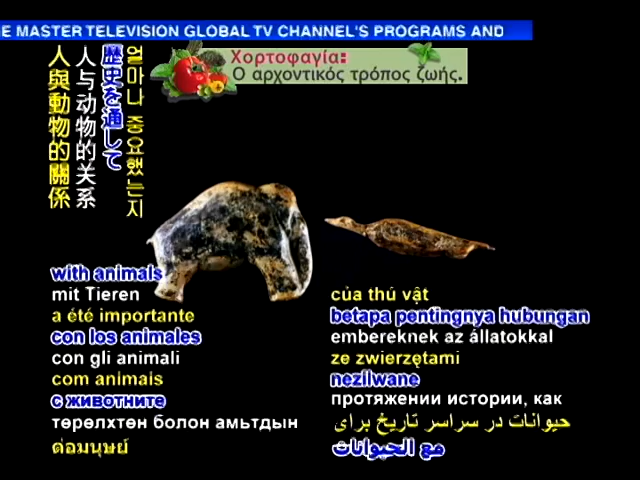 E MASTER TELEVISION GLOBAL TV CHANNEL'S PROGRAMS AND
Χορτοφαγία:
Ο αρχοντικός τρόπος ζωής.
얼마나 중요했는지
歷史を通して
人与动物的关系
人與動物的關係
with animals
mit Tieren
a été importante
con los animales
con gli animali
com animais
с животните
төрөлхтөн болон амьтдын
ต่อมนุษย์
của thú vật
betapa pentingnya hubungan
embereknek az állatokkal
ze zwierzętami
nezilwane
протяжении истории, как
حیوانات در سراسر تاریخ برای
مع الحيوانات